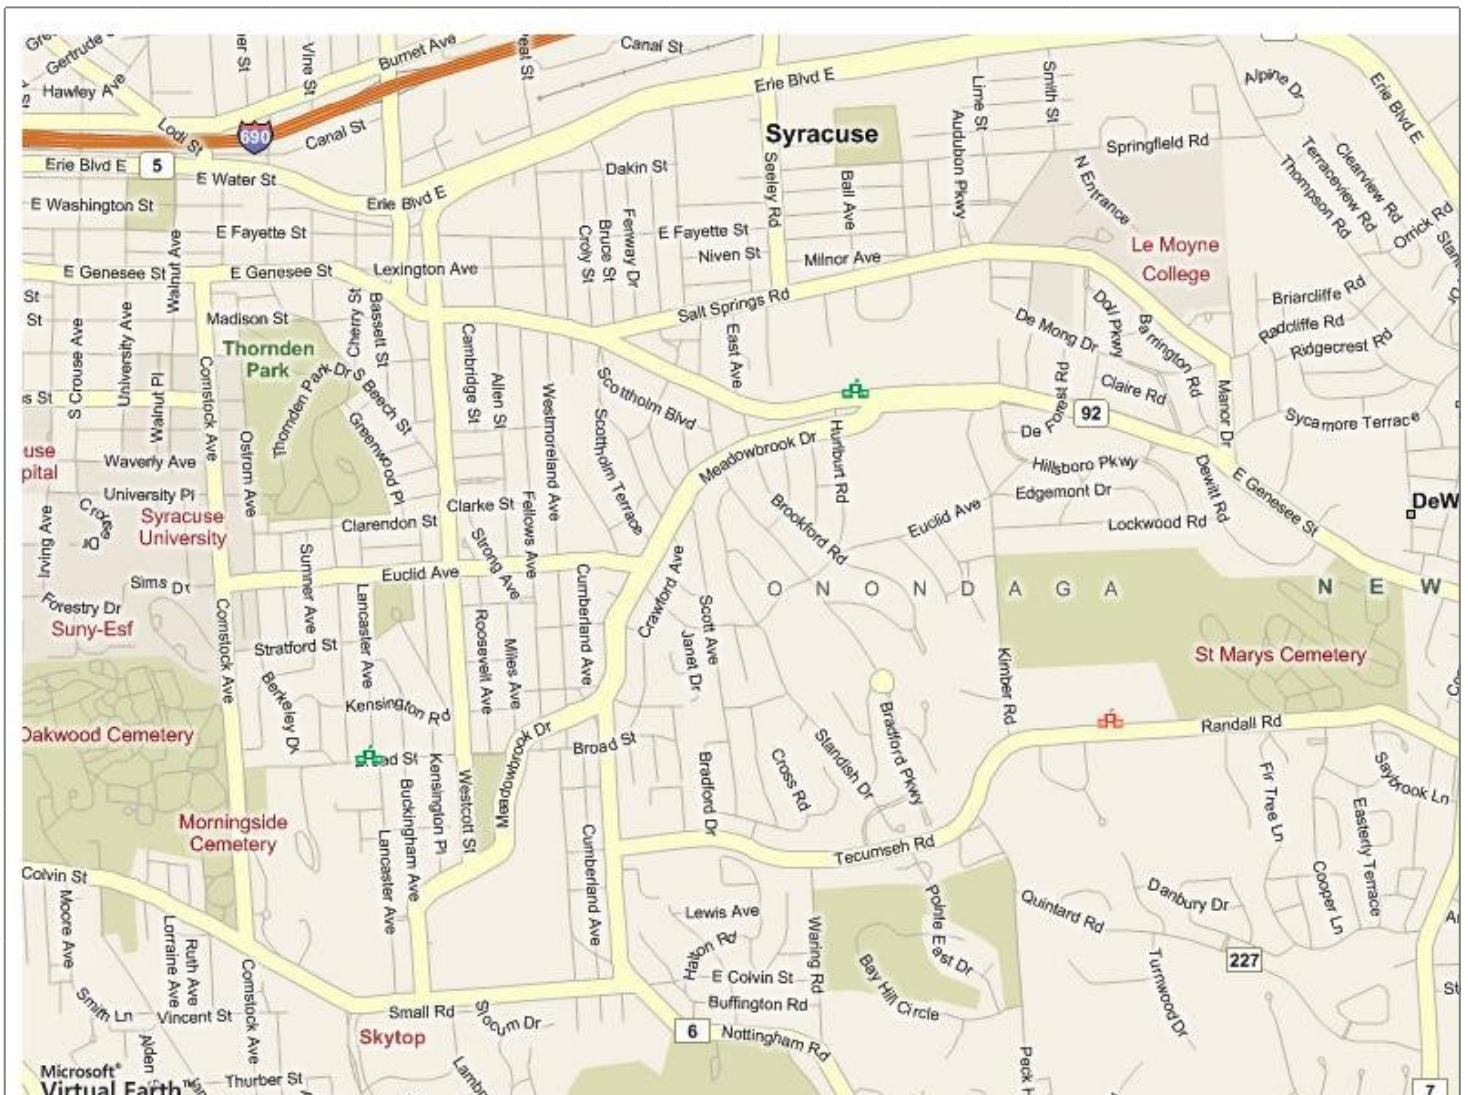 Gertrude
Hawley Ave
Vine St
Burnet Ave
Canal St
Erie Blvd E
Lime St
Smith St
Alpine Dr
Erie Blvd E
Lodi St
690
Canal St
Syracuse
Audubon Pkwy
Springfield Rd
Clearview Rd
Terraceview Rd
Thompson Rd
Orrick Rd
Erie Blvd E
5
E Water St
Erie Blvd E
Dakin St
Seeley Rd
Ball Ave
N Entrance
E Washington St
E Fayette St
Walnut Ave
Croly St
Bruce St
Fenway Dr
E Fayette St
Niven St
Milnor Ave
Le Moyne
College
E Genesee St
E Genesee St
Lexington Ave
Salt Springs Rd
Briarcliffe Rd
Radcliffe Rd
Ridgecrest Rd
St
St
S Crouse Ave
University Ave
Walnut Pl
Madison St
Thornden
Park
Thornden Park Dr
Cherry St
Bassett St
S Beech St
Greenwood Pl
Cambridge St
Allen St
Westmoreland Ave
Scottholm Blvd
Scottholm Terrace
East Ave
De Mong Dr
Doll Pkwy
Barrington Rd
Claire Rd
De Forest Rd
92
Manor Dr
Sycamore Terrace
s St
Comstock Ave
Ostrom Ave
Waverly Ave
University Pl
Meadowbrook Dr
Hurlburt Rd
Hillsboro Pkwy
Edgemont Dr
Lockwood Rd
Dewitt Rd
E Genesee St
DeW
use
pital
Irving Ave
Crouse Dr
Syracuse
University
Clarendon St
Clarke St
Fellows Ave
Strong Ave
Brookford Rd
Euclid Ave
Sims Dr
Forestry Dr
Suny-Esf
Comstock Ave
Sumner Ave
Lancaster Ave
Euclid Ave
Cumberland Ave
Crawford Ave
Scott Ave
Janet Dr
O N O N D A G A
N E W
St Marys Cemetery
Stratford St
Berkeley Dr
Kensington Rd
Roosevelt Ave
Miles Ave
Kimber Rd
Randall Rd
Oakwood Cemetery
Broad St
Meadowbrook Dr
Bradford Dr
Cross Rd
Standish Dr
Bradford Pkwy
Fir Tree Ln
Saybrook Ln
Morningside
Cemetery
Buckingham Ave
Kensington Pl
Westcott St
Lancaster Ave
Cumberland Ave
Tecumseh Rd
Easterly Terrace
Cooper Ln
Colvin St
Moore Ave
Lorraine Ave
Ruth Ave
Lewis Ave
Waring Rd
Pointe East Dr
Quintard Rd
Danbury Dr
227
Turnwood Dr
Smith Ln
Vincent St
Comstock Ave
Small Rd
Slocum Dr
E Colvin St
Buffington Rd
Bay Hill Circle
Skytop
6
Nottingham Rd
Alden
Thurber St
Peck H
7
Microsoft®
Virtual Earth™